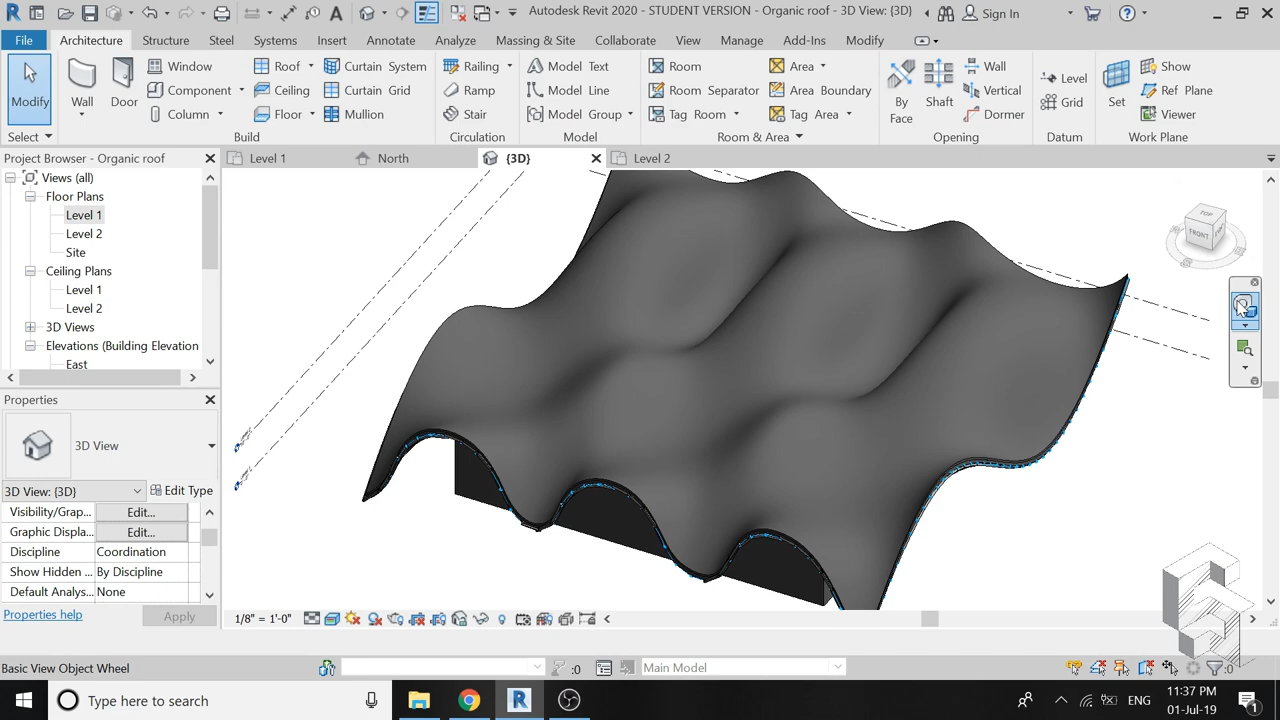 Autodesk Revit 2020 - STUDENT VERSION - Organic roof - 3D View: {3D}
Sign In
File
Architecture
Structure
Steel
Systems
Insert
Annotate
Analyze
Massing & Site
Collaborate
View
Manage
Add-Ins
Modify
Modify
Wall
Door
Window
Component
Column
Roof
Ceiling
Floor
Curtain System
Curtain Grid
Mullion
Railing
Ramp
Stair
Model Text
Model Line
Model Group
Room
Room Separator
Tag Room
Area
Area Boundary
Tag Area
By
Face
Shaft
Wall
Vertical
Dormer
Level
Grid
Set
Show
Ref Plane
Viewer
Select
Build
Circulation
Model
Room & Area
Opening
Datum
Work Plane
Project Browser - Organic roof
Level 1
North
{3D}
Level 2
Views (all)
Floor Plans
Level 1
Level 2
Site
Ceiling Plans
Level 1
Level 2
3D Views
Elevations (Building Elevation
East
TOP
FRONT
Properties
3D View
3D View: {3D}
Edit Type
Visibility/Grap... Edit...
Graphic Displa... Edit...
Discipline Coordination
Show Hidden ... By Discipline
Default Analys... None
Properties help
Apply
1/8" = 1'-0"
Basic View Object Wheel
:0
Main Model
:0
Type here to search
ENG
11:37 PM
01-Jul-19
1